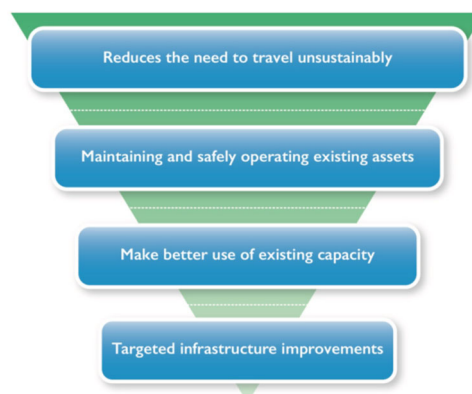 Reduces the need to travel unsustainably
Maintaining and safely operating existing assets
Make better use of existing capacity
Targeted infrastructure improvements